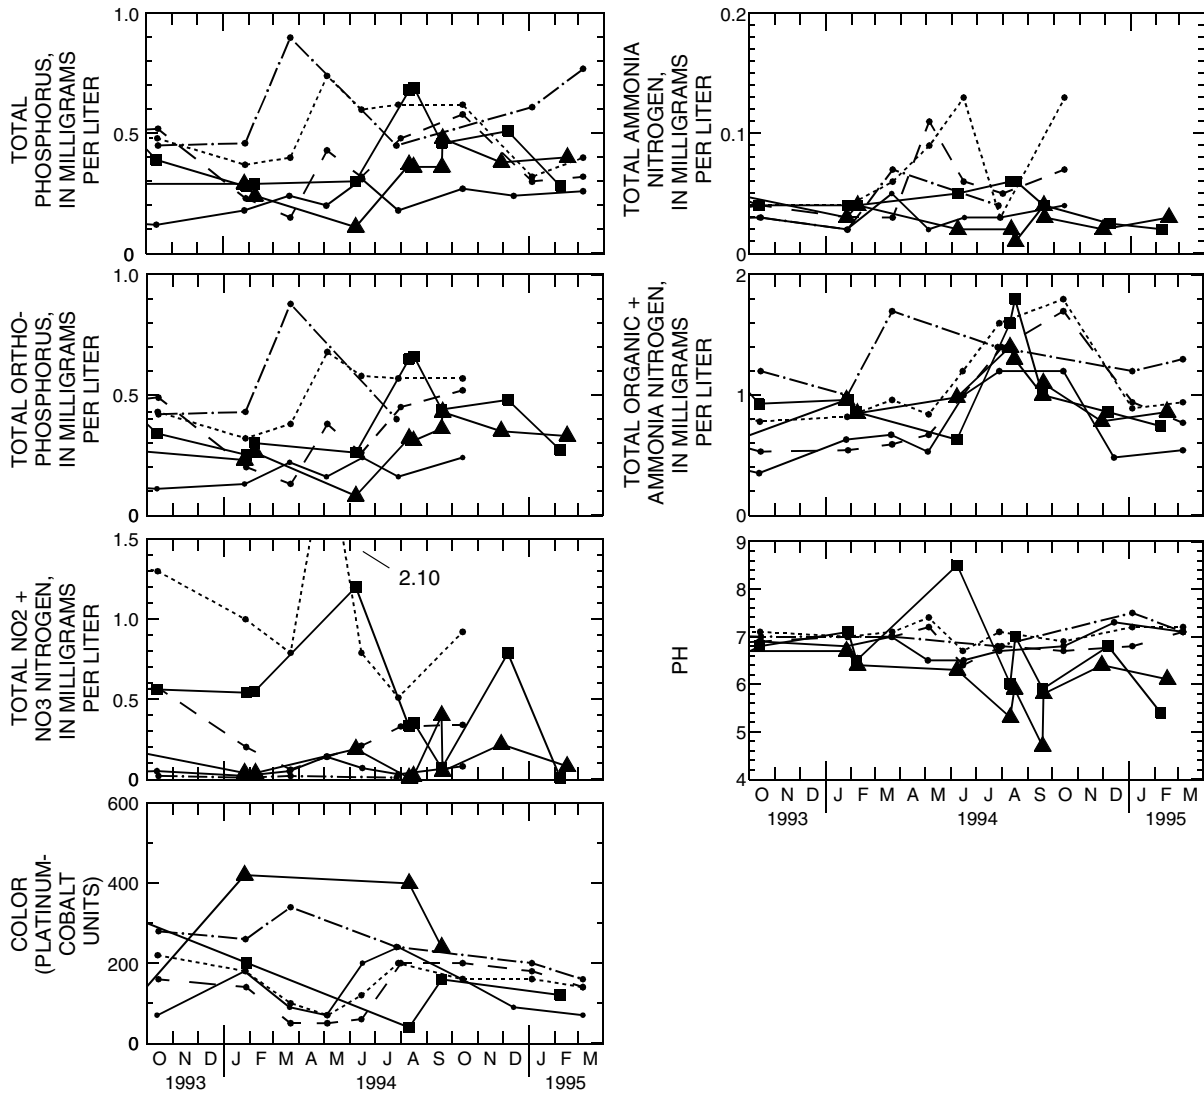 TOTAL
PHOSPHORUS,
IN MILLIGRAMS
PER LITER
1.0
0.5
0
TOTAL AMMONIA
NITROGEN,
IN MILLIGRAMS
PER LITER
0.2
0.1
0
TOTAL ORTHO-
PHOSPHORUS,
IN MILLIGRAMS
PER LITER
1.0
0.5
0
TOTAL ORGANIC +
AMMONIA NITROGEN,
IN MILLIGRAMS
PER LITER
2
1
0
TOTAL NO2 +
NO3 NITROGEN,
IN MILLIGRAMS
PER LITER
1.5
1.0
0.5
0
2.10
PH
9
8
7
6
5
4
O N D J F M A M J J A S O N D J F M
1993 1994 1995
COLOR
(PLATINUM-
COBALT
UNITS)
600
400
200
0
O N D J F M A M J J A S O N D J F M
1993 1994 1995